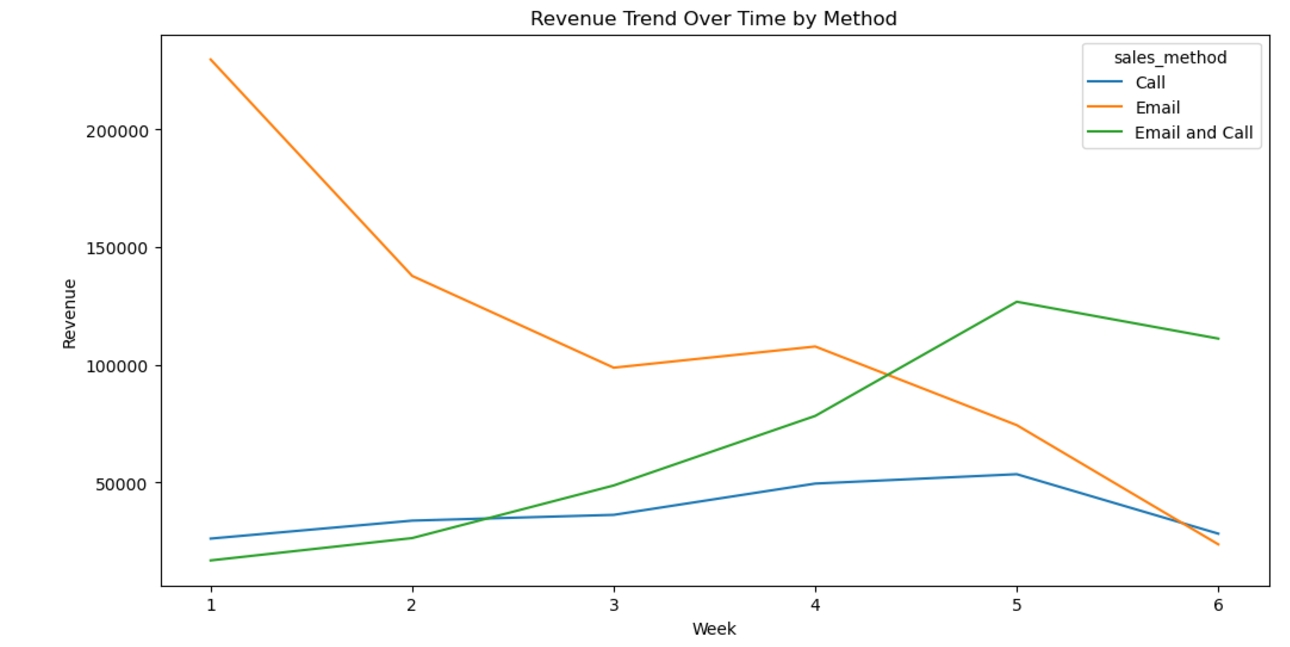 Revenue Trend Over Time by Method
sales_method
Call
Email
Email and Call
Revenue
200000
150000
100000
50000
1 2 3 4 5 6
Week